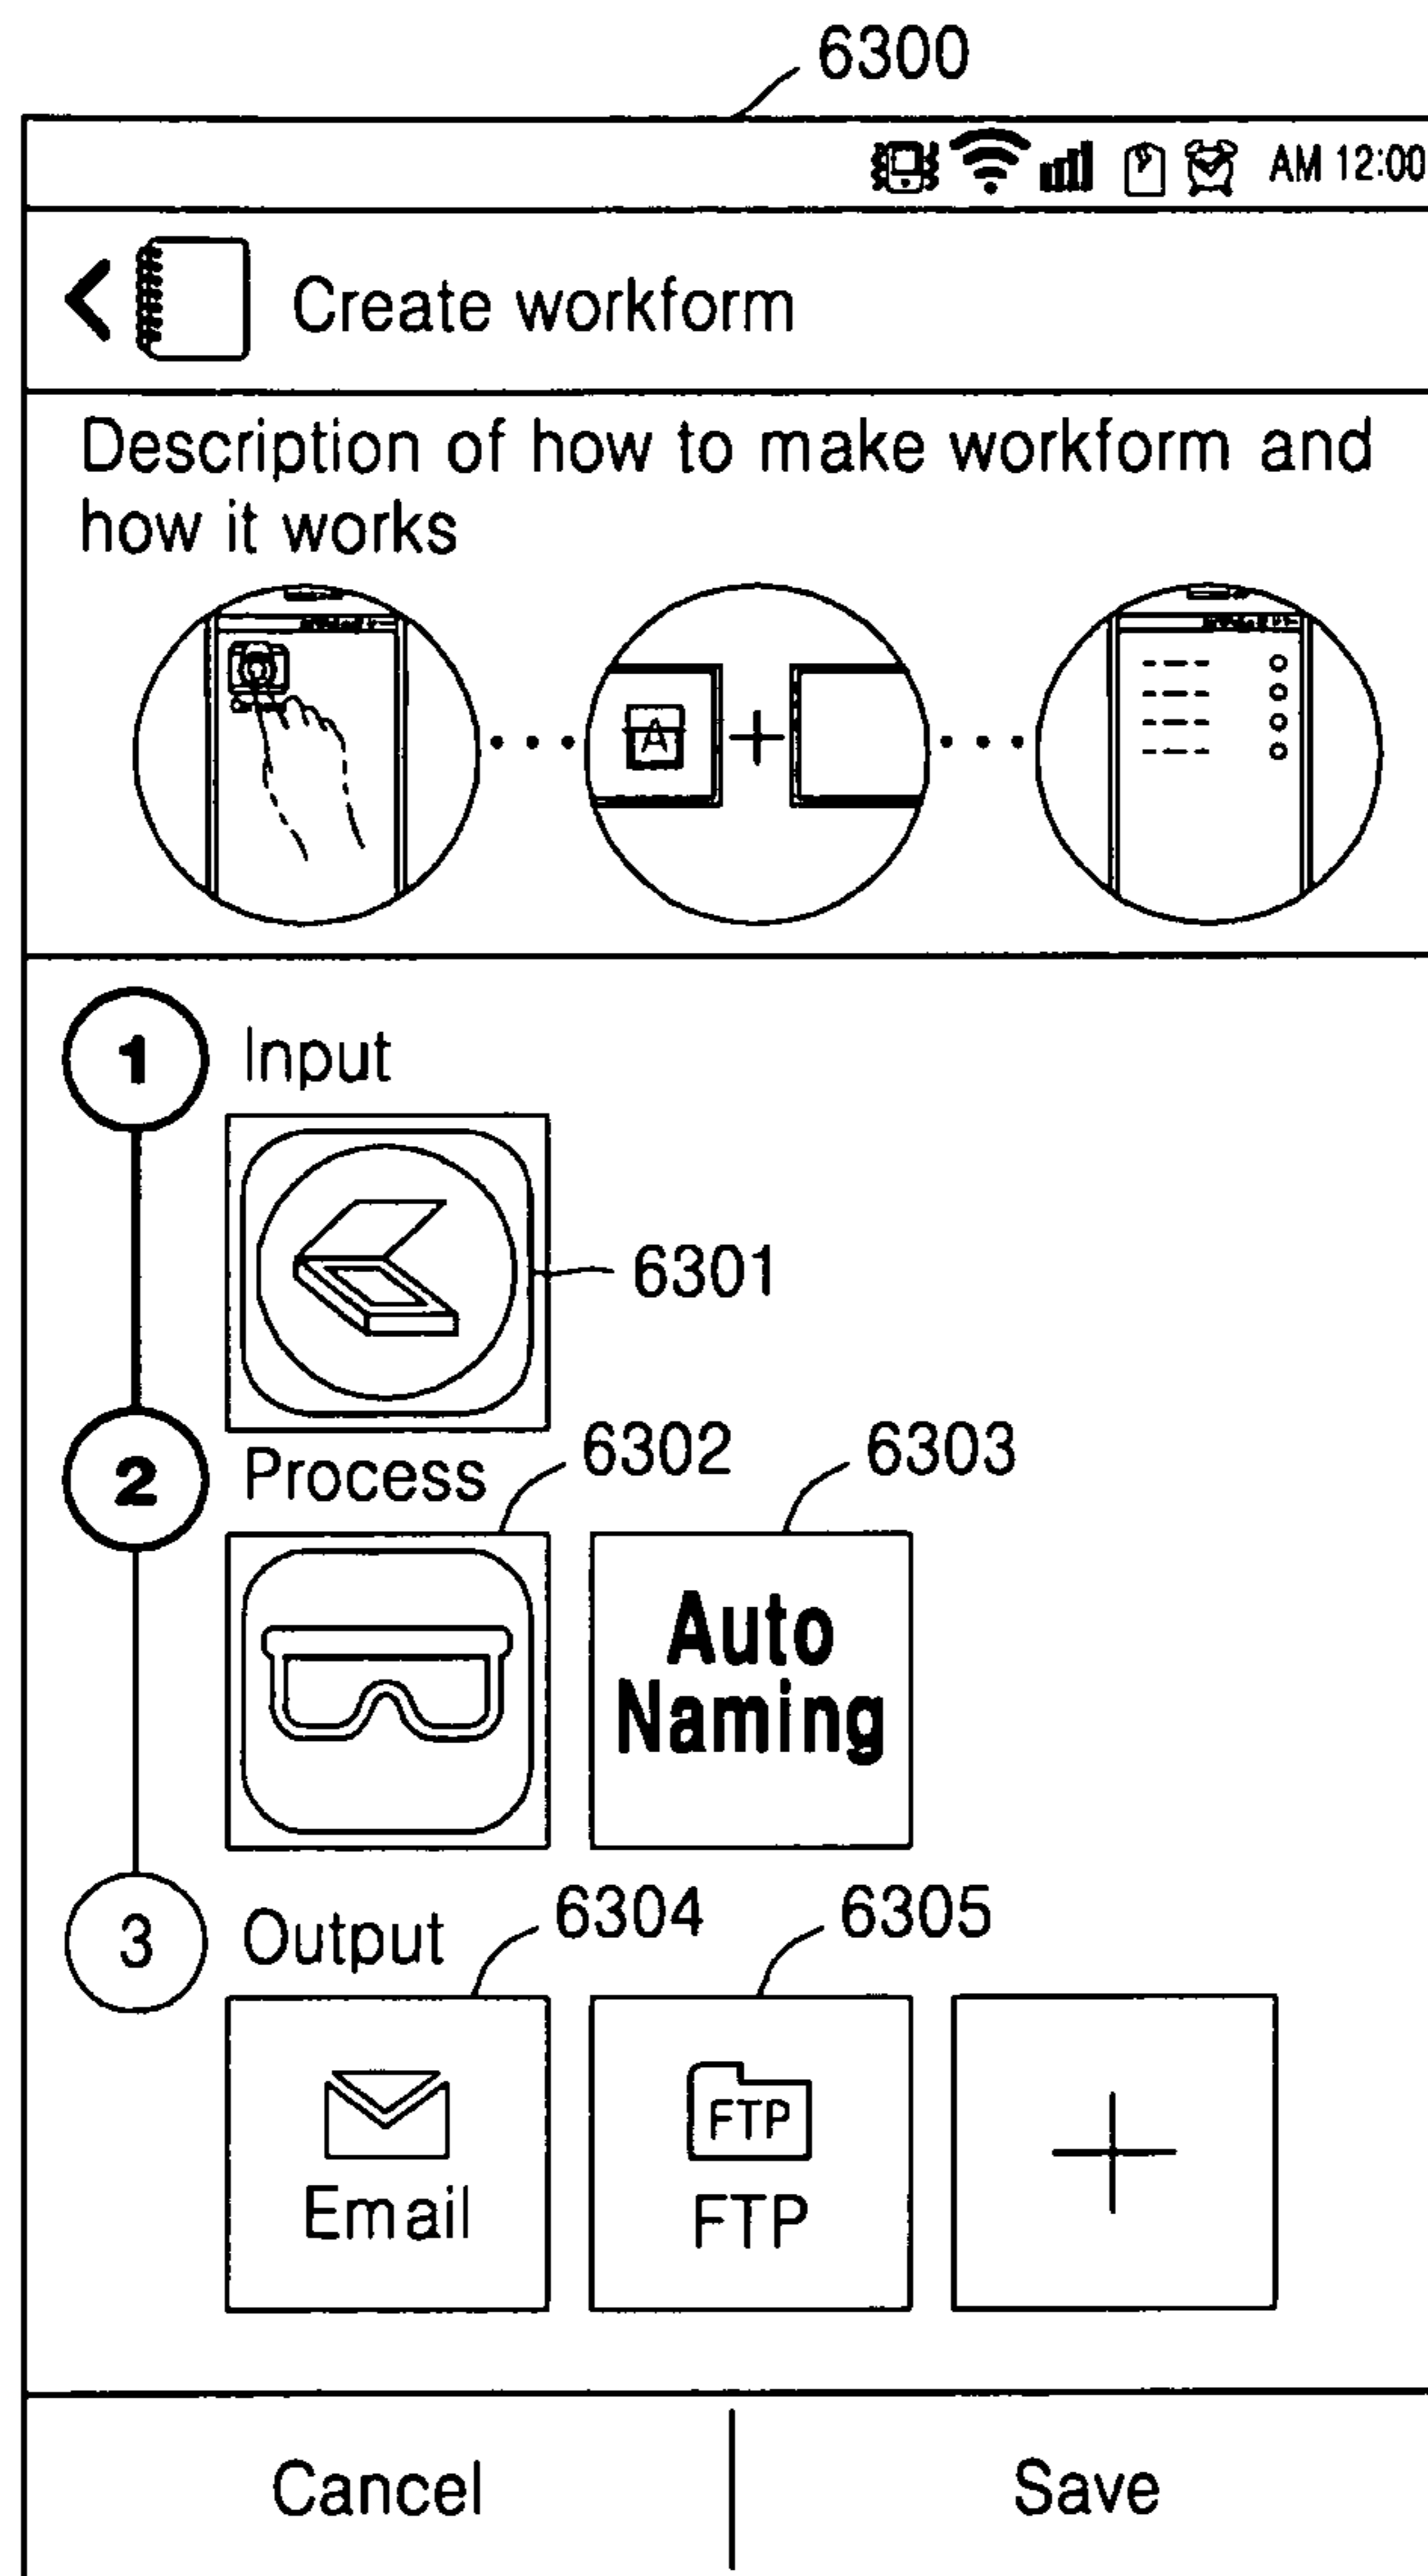 6300
AM 12:00
Create workform
Description of how to make workform and
how it works
A
1 Input
6301
2 Process 6302 6303
Auto
Naming
3 Output 6304 6305
FTP
Email FTP
Cancel Save